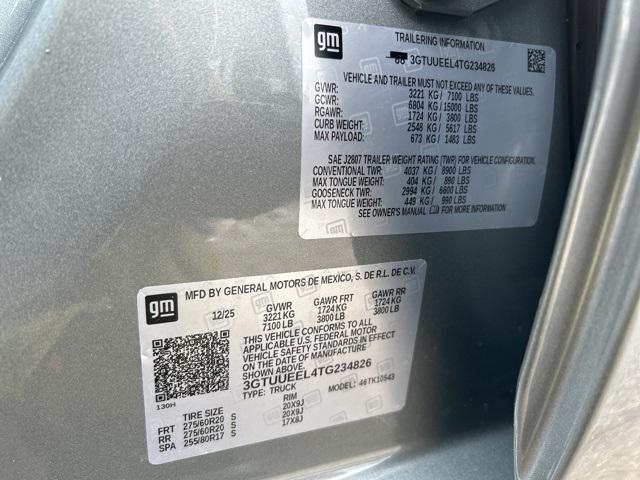 gm
TRAILERING INFORMATION
3GTUUEEL4TG234826
VEHICLE AND TRAILER MUST NOT EXCEED ANY OF THESE VALUES.
GVWR: 3221 KG / 7100 LBS
GCWR: 6804 KG / 15000 LBS
RGAWR: 1724 KG / 3800 LBS
CURB WEIGHT: 2548 KG / 5617 LBS
MAX PAYLOAD: 673 KG / 1483 LBS
SAE J2807 TRAILER WEIGHT RATING (TWR) FOR VEHICLE CONFIGURATION.
CONVENTIONAL TWR: 4037 KG / 8900 LBS
MAX TONGUE WEIGHT: 404 KG / 890 LBS
GOOSENECK TWR: 2994 KG / 6600 LBS
MAX TONGUE WEIGHT: 449 KG / 990 LBS
SEE OWNER'S MANUAL FOR MORE INFORMATION
gm
MFD BY GENERAL MOTORS DE MEXICO, S. DE R.L. DE C.V.
12/25 GVWR GAWR FRT GAWR RR
3221 KG 1724 KG 1724 KG
7100 LB 3800 LB 3800 LB
THIS VEHICLE CONFORMS TO ALL
APPLICABLE U.S. FEDERAL MOTOR
VEHICLE SAFETY STANDARDS IN EFFECT
ON THE DATE OF MANUFACTURE
SHOWN ABOVE.
3GTUUEEL4TG234826
TYPE: TRUCK MODEL: 46TK10543
130H
TIRE SIZE RIM
FRT 275/60R20 S 20X9J
RR 275/60R20 S 20X9J
SPA 255/80R17 S 17X8J